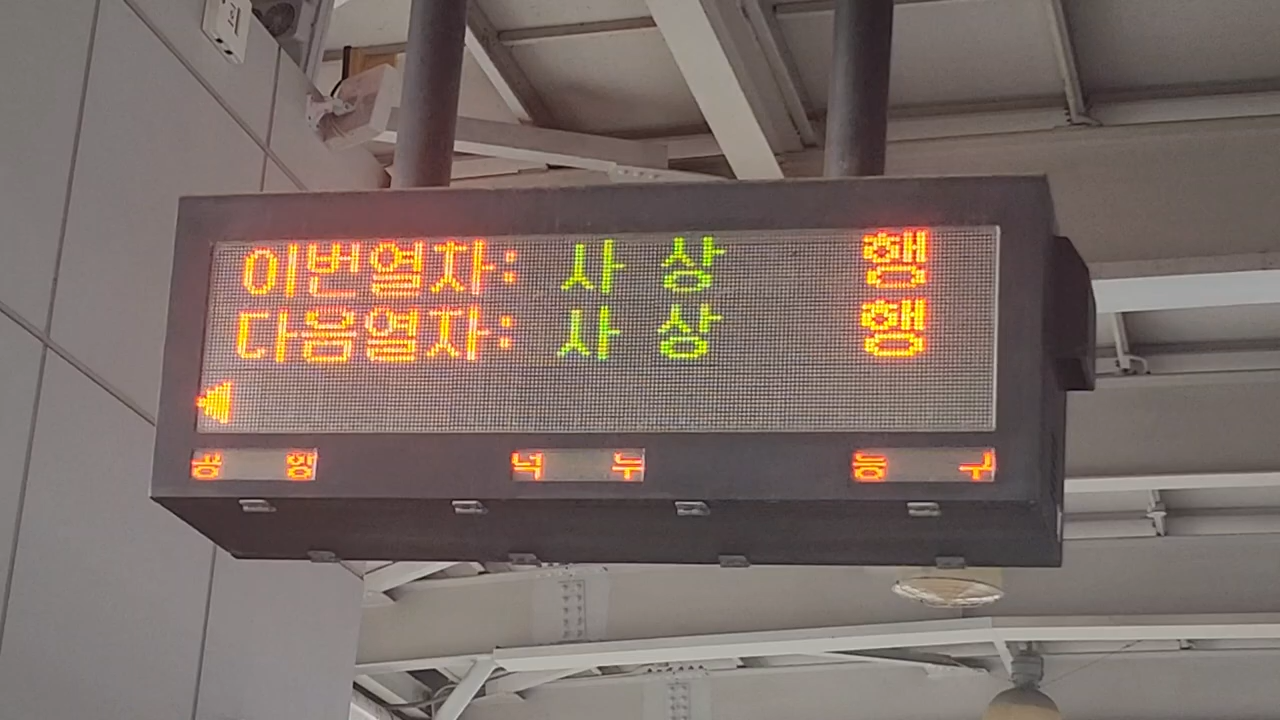 이번열차: 사 상 행
다음열차: 사 상 행